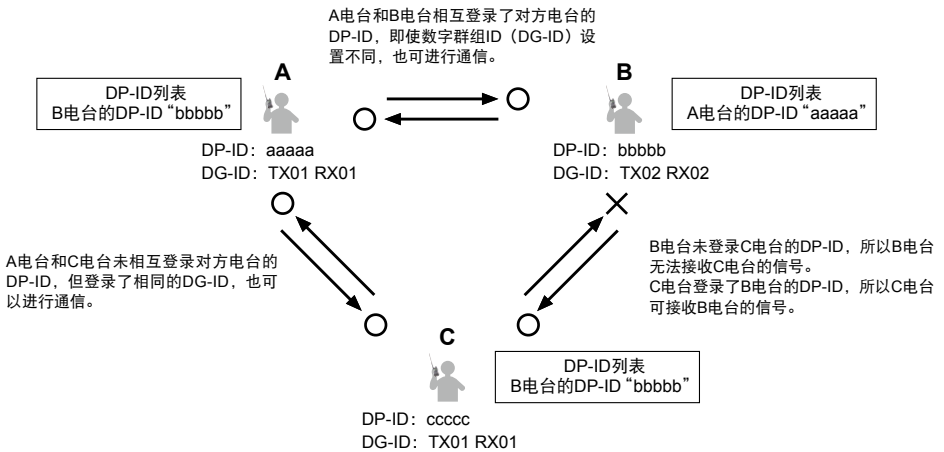 A电台和B电台相互登录了对方电台的
DP-ID，即使数字群组ID（DG-ID）设
置不同，也可进行通信。
A
B
DP-ID列表
B电台的DP-ID “bbbbb”
DP-ID列表
A电台的DP-ID “aaaaa”
DP-ID：aaaaa
DG-ID：TX01 RX01
DP-ID：bbbbb
DG-ID：TX02 RX02
A电台和C电台未相互登录对方电台的
DP-ID，但登录了相同的DG-ID，也可
以进行通信。
B电台未登录C电台的DP-ID，所以B电台
无法接收C电台的信号。
C电台登录了B电台的DP-ID，所以C电台
可接收B电台的信号。
C
DP-ID列表
B电台的DP-ID “bbbbb”
DP-ID：ccccc
DG-ID：TX01 RX01